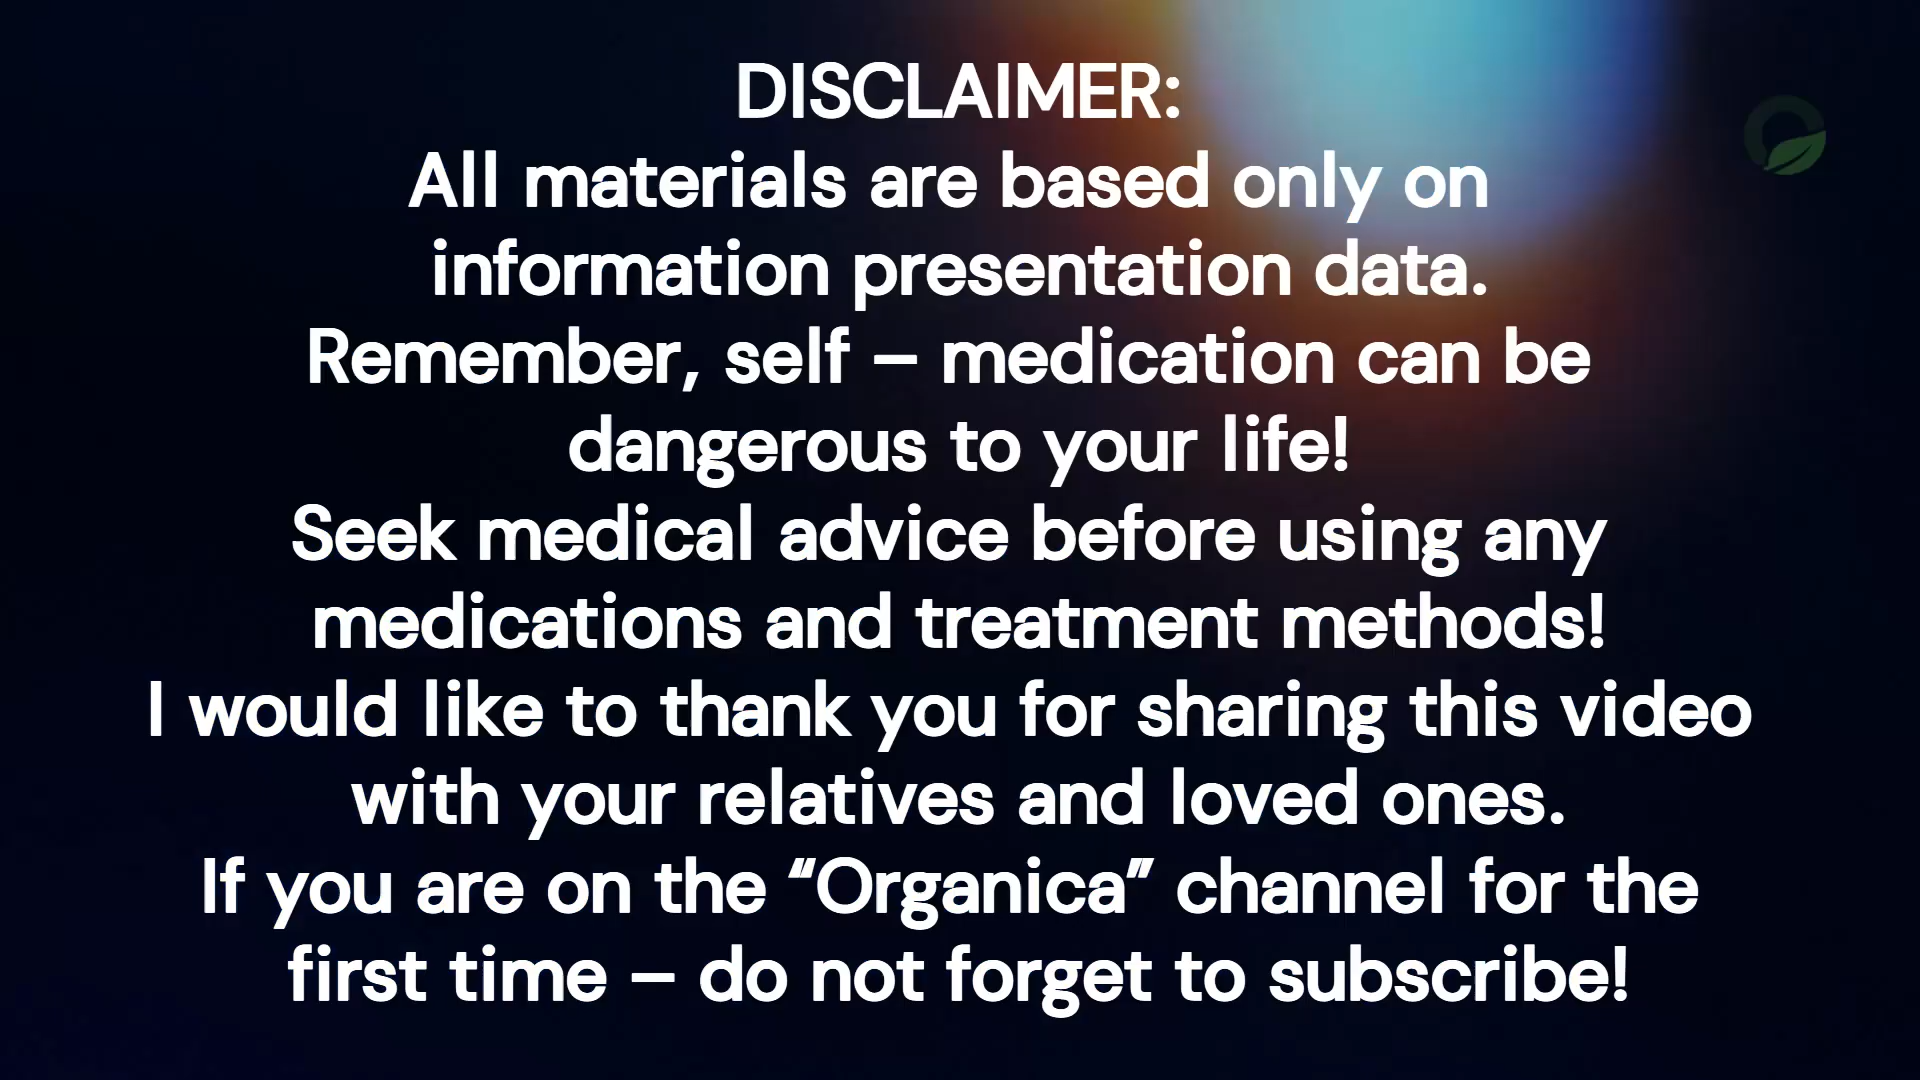 DISCLAIMER:
All materials are based only on
information presentation data.
Remember, self – medication can be
dangerous to your life!
Seek medical advice before using any
medications and treatment methods!
I would like to thank you for sharing this video
with your relatives and loved ones.
If you are on the “Organica” channel for the
first time – do not forget to subscribe!